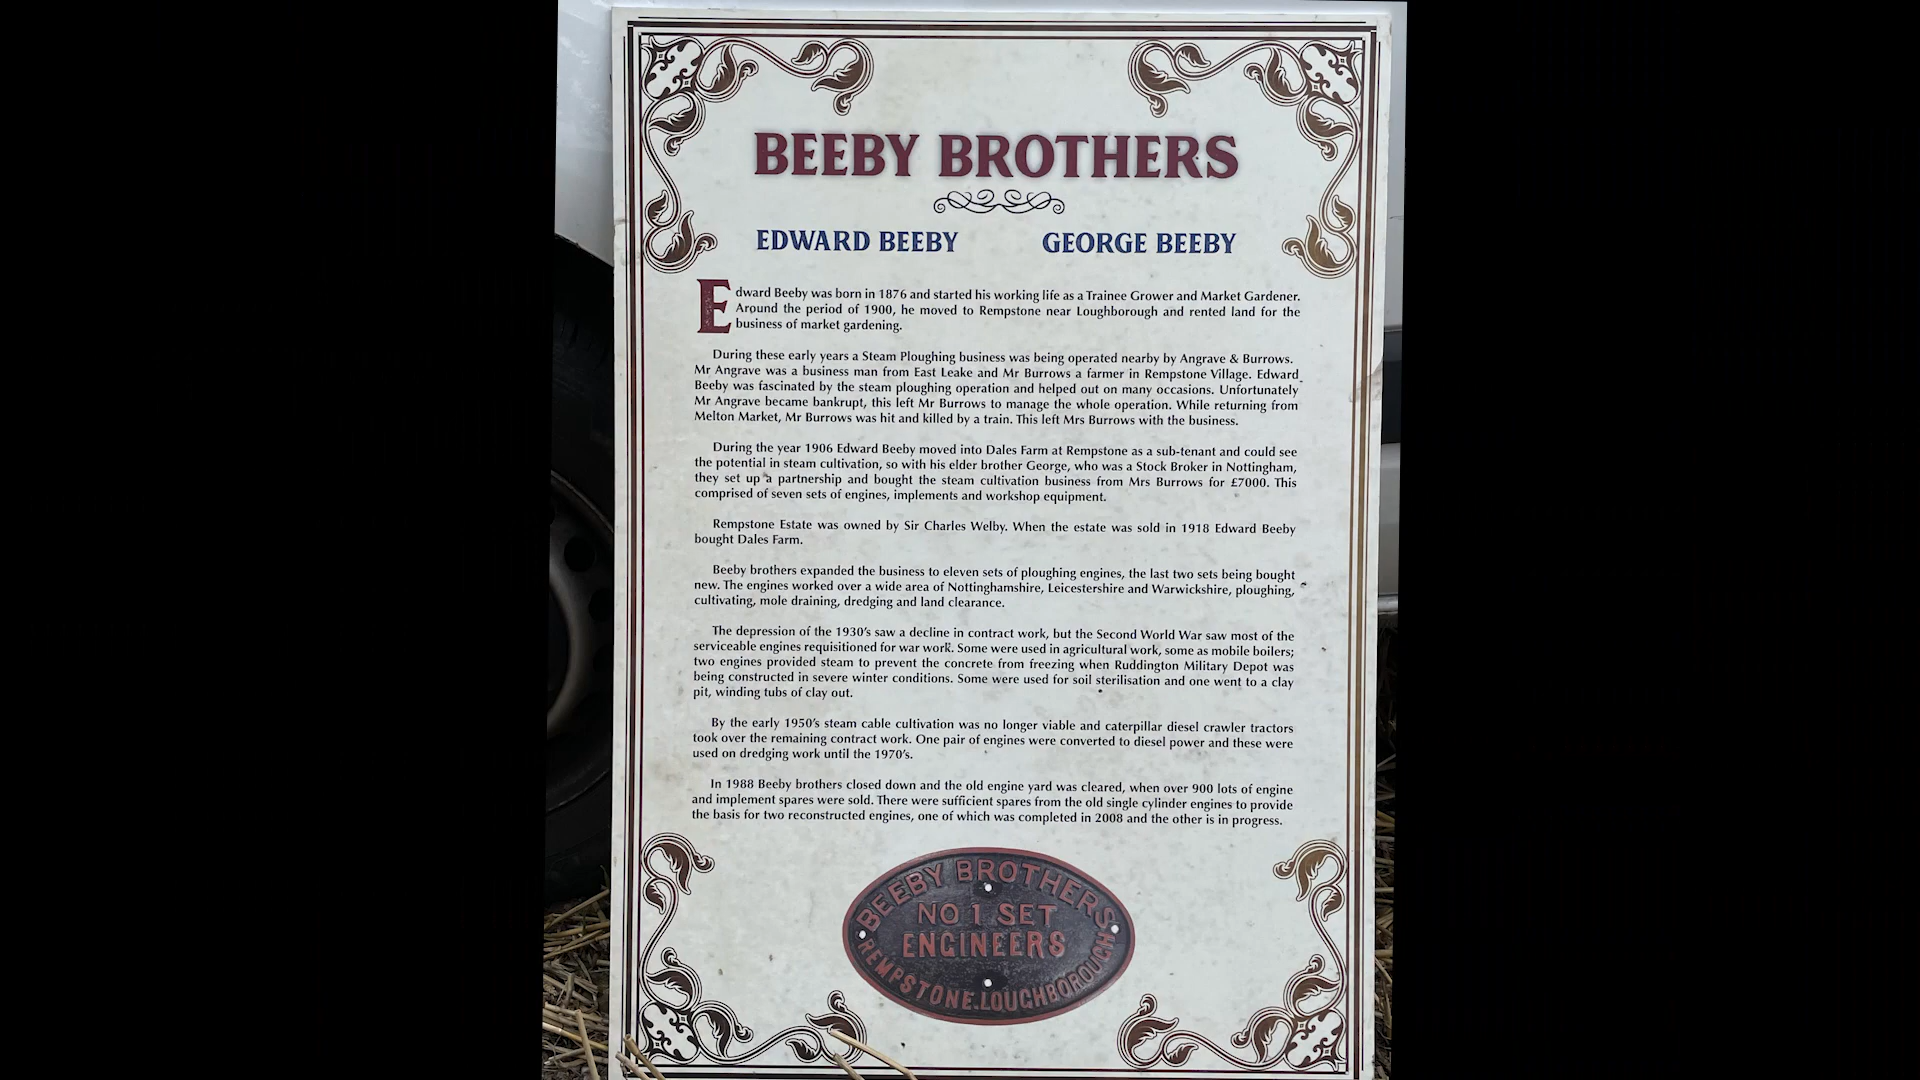 BEEBY BROTHERS
EDWARD BEEBY GEORGE BEEBY
Edward Beeby was born in 1876 and started his working life as a Trainee Grower and Market Gardener.
Around the period of 1900, he moved to Rempstone near Loughborough and rented land for the
business of market gardening.
During these early years a Steam Ploughing business was being operated nearby by Angrave & Burrows.
Mr Angrave was a business man from East Leake and Mr Burrows a farmer in Rempstone Village. Edward
Beeby was fascinated by the steam ploughing operation and helped out on many occasions. Unfortunately
Mr Angrave became bankrupt, this left Mr Burrows to manage the whole operation. While returning from
Melton Market, Mr Burrows was hit and killed by a train. This left Mrs Burrows with the business.
During the year 1906 Edward Beeby moved into Dales Farm at Rempstone as a sub-tenant and could see
the potential in steam cultivation, so with his elder brother George, who was a Stock Broker in Nottingham,
they set up a partnership and bought the steam cultivation business from Mrs Burrows for £7000. This
comprised of seven sets of engines, implements and workshop equipment.
Rempstone Estate was owned by Sir Charles Welby. When the estate was sold in 1918 Edward Beeby
bought Dales Farm.
Beeby brothers expanded the business to eleven sets of ploughing engines, the last two sets being bought
new. The engines worked over a wide area of Nottinghamshire, Leicestershire and Warwickshire, ploughing,
cultivating, mole draining, dredging and land clearance.
The depression of the 1930's saw a decline in contract work, but the Second World War saw most of the
serviceable engines requisitioned for war work. Some were used in agricultural work, some as mobile boilers;
two engines provided steam to prevent the concrete from freezing when Ruddington Military Depot was
being constructed in severe winter conditions. Some were used for soil sterilisation and one went to a clay
pit, winding tubs of clay out.
By the early 1950's steam cable cultivation was no longer viable and caterpillar diesel crawler tractors
took over the remaining contract work. One pair of engines were converted to diesel power and these were
used on dredging work until the 1970's.
In 1988 Beeby brothers closed down and the old engine yard was cleared, when over 900 lots of engine
and implement spares were sold. There were sufficient spares from the old single cylinder engines to provide
the basis for two reconstructed engines, one of which was completed in 2008 and the other is in progress.
BEEBY BROTHERS
NO 1 SET
ENGINEERS
REMPSTONE.LOUGHBOROUGH